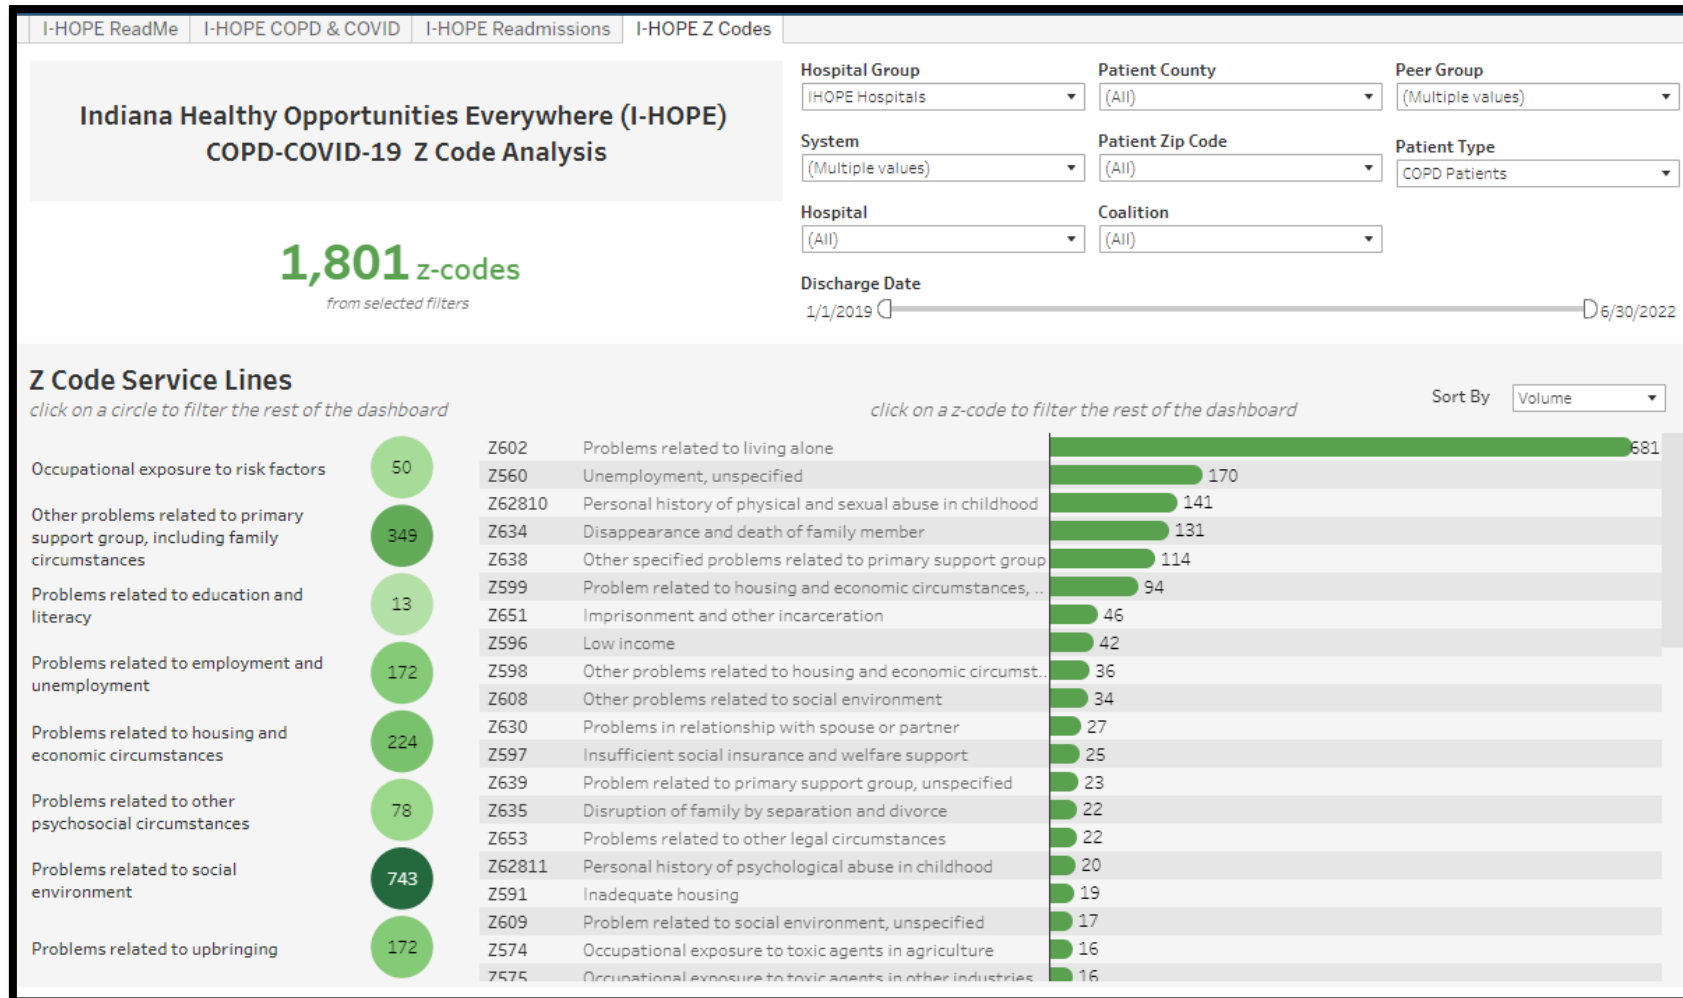 I-HOPE ReadMe
I-HOPE COPD & COVID
I-HOPE Readmissions
I-HOPE Z Codes
Indiana Healthy Opportunities Everywhere (I-HOPE)
COPD-COVID-19 Z Code Analysis
1,801 z-codes
from selected filters
Hospital Group
IHOPE Hospitals
Patient County
(All)
Peer Group
(Multiple values)
System
(Multiple values)
Patient Zip Code
(All)
Patient Type
COPD Patients
Hospital
(All)
Coalition
(All)
Discharge Date
1/1/2019
6/30/2022
Z Code Service Lines
click on a circle to filter the rest of the dashboard
click on a z-code to filter the rest of the dashboard
Sort By
Volume
Occupational exposure to risk factors 50
Other problems related to primary
support group, including family
circumstances
349
Problems related to education and
literacy
13
Problems related to employment and
unemployment
172
Problems related to housing and
economic circumstances
224
Problems related to other
psychosocial circumstances
78
Problems related to social
environment
743
Problems related to upbringing 172
Z602 Problems related to living alone 681
Z560 Unemployment, unspecified 170
Z62810 Personal history of physical and sexual abuse in childhood 141
Z634 Disappearance and death of family member 131
Z638 Other specified problems related to primary support group 114
Z599 Problem related to housing and economic circumstances, .. 94
Z651 Imprisonment and other incarceration 46
Z596 Low income 42
Z598 Other problems related to housing and economic circumst.. 36
Z608 Other problems related to social environment 34
Z630 Problems in relationship with spouse or partner 27
Z597 Insufficient social insurance and welfare support 25
Z639 Problem related to primary support group, unspecified 23
Z635 Disruption of family by separation and divorce 22
Z653 Problems related to other legal circumstances 22
Z62811 Personal history of psychological abuse in childhood 20
Z591 Inadequate housing 19
Z609 Problem related to social environment, unspecified 17
Z574 Occupational exposure to toxic agents in agriculture 16
Z575 Occupational exposure to toxic agents in other industries 16